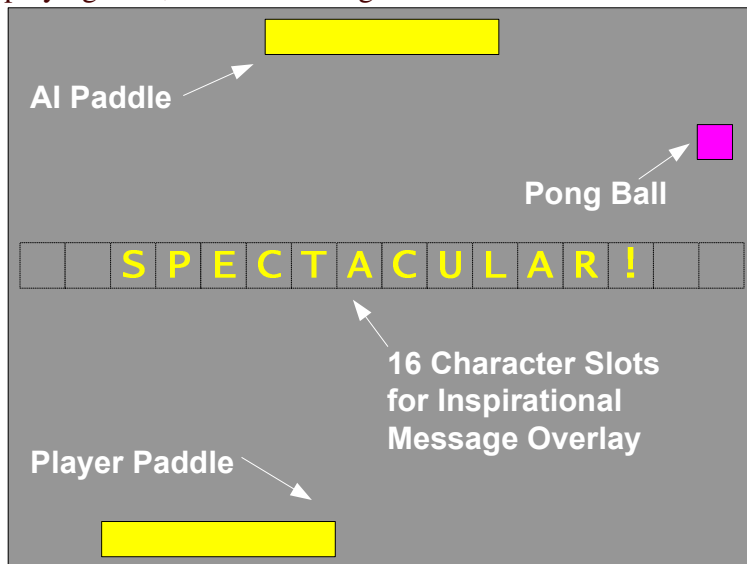 AI Paddle
Pong Ball
SPECTACULAR!
16 Character Slots
for Inspirational
Message Overlay
Player Paddle